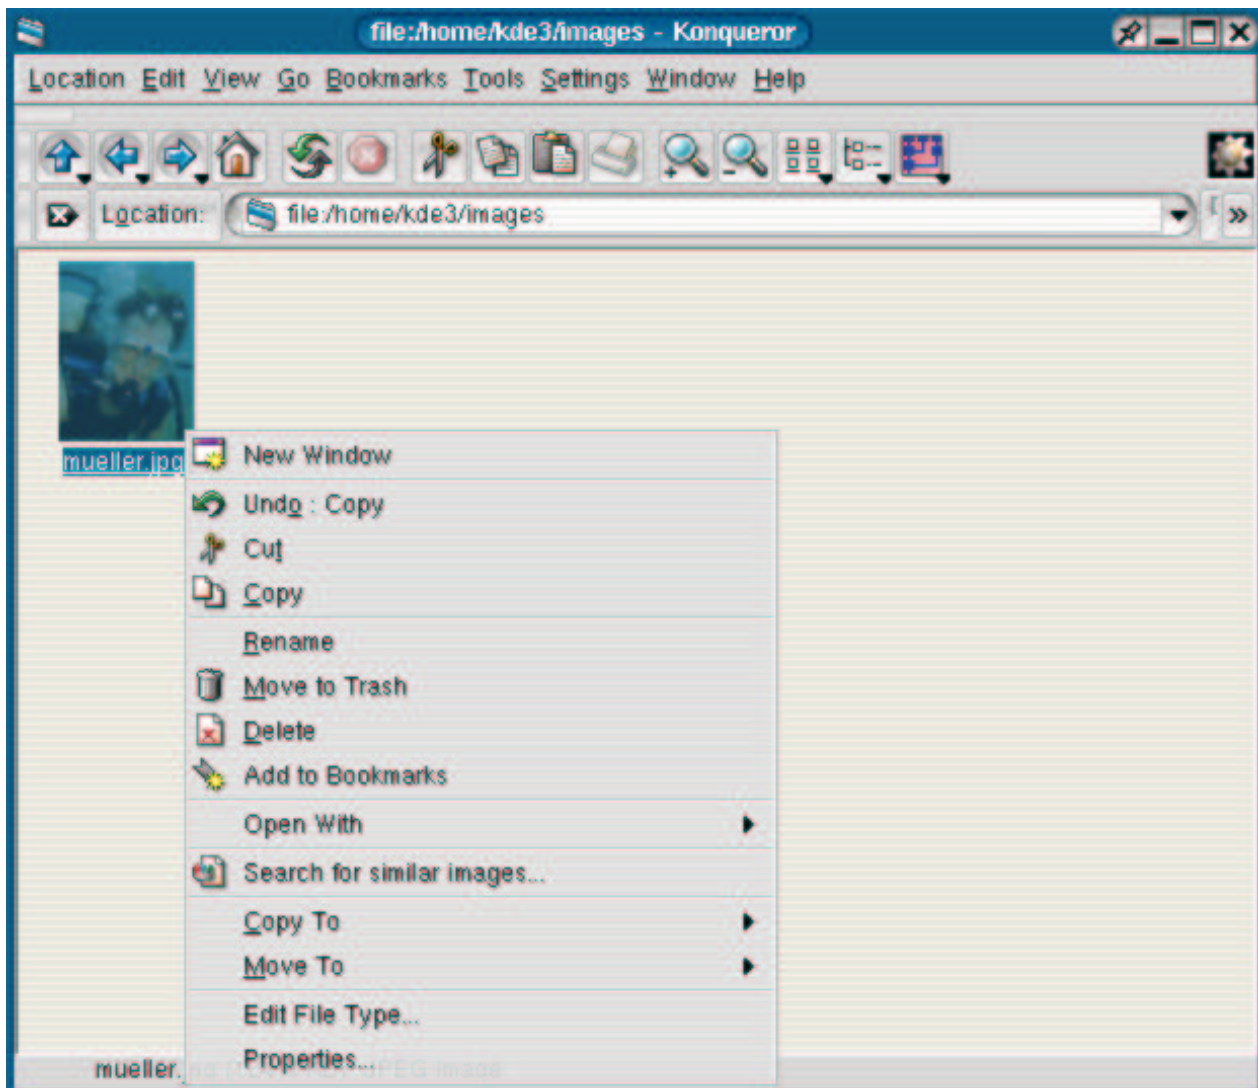 file:/home/kde3/images - Konqueror
Location Edit View Go Bookmarks Tools Settings Window Help
Location: file:/home/kde3/images
mueller.jpg
New Window
Undo : Copy
Cut
Copy
Rename
Move to Trash
Delete
Add to Bookmarks
Open With
Search for similar images...
Copy To
Move To
Edit File Type...
Properties...
mueller.